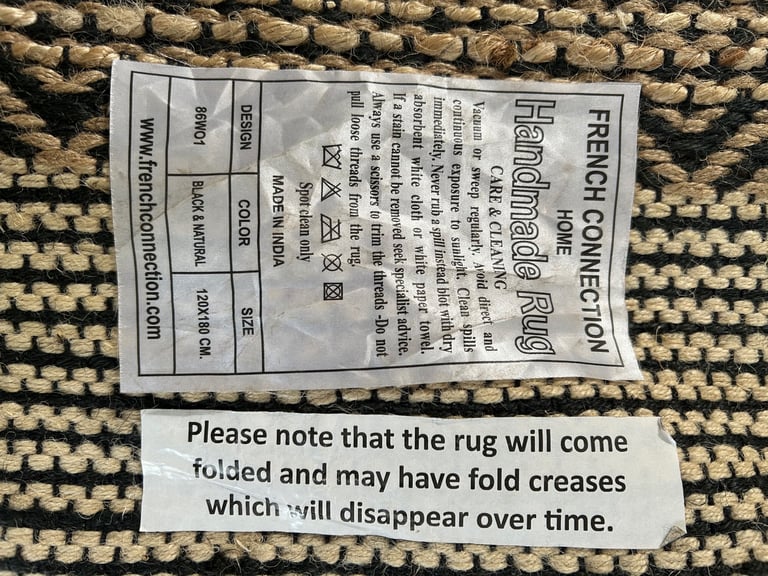 FRENCH CONNECTION
HOME
Handmade Rug
CARE & CLEANING
Vacuum or sweep regularly. Avoid direct and
continuous exposure to sunlight. Clean spills
immediately. Never rub a spill instead blot with dry
absorbent white cloth or white paper towel.
If a stain cannot be removed seek specialist advice.
Always use a scissors to trim the threads -Do not
pull loose threads from the rug.
Spot clean only
MADE IN INDIA
DESIGN COLOR SIZE
86WO1 BLACK & NATURAL 120X180 CM.
www.frenchconnection.com
Please note that the rug will come
folded and may have fold creases
which will disappear over time.